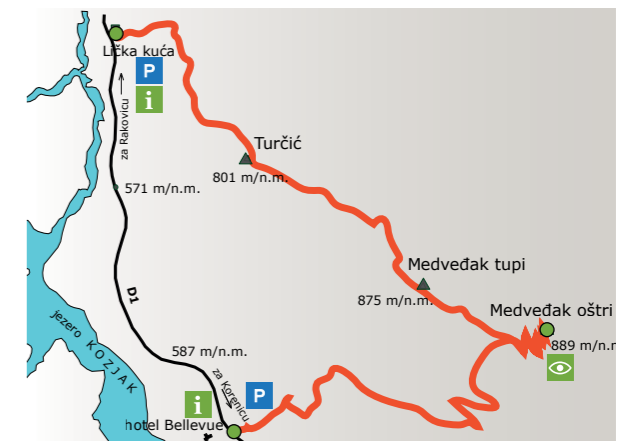 Lička kuća
P
i
za Rakovicu
Turčić
801 m/n.m.
571 m/n.m.
Medveđak tupi
875 m/n.m.
D1
Medveđak oštri
889 m/n.m
jezero KOZJAK
587 m/n.m.
za Korenicu
i
P
hotel Bellevue